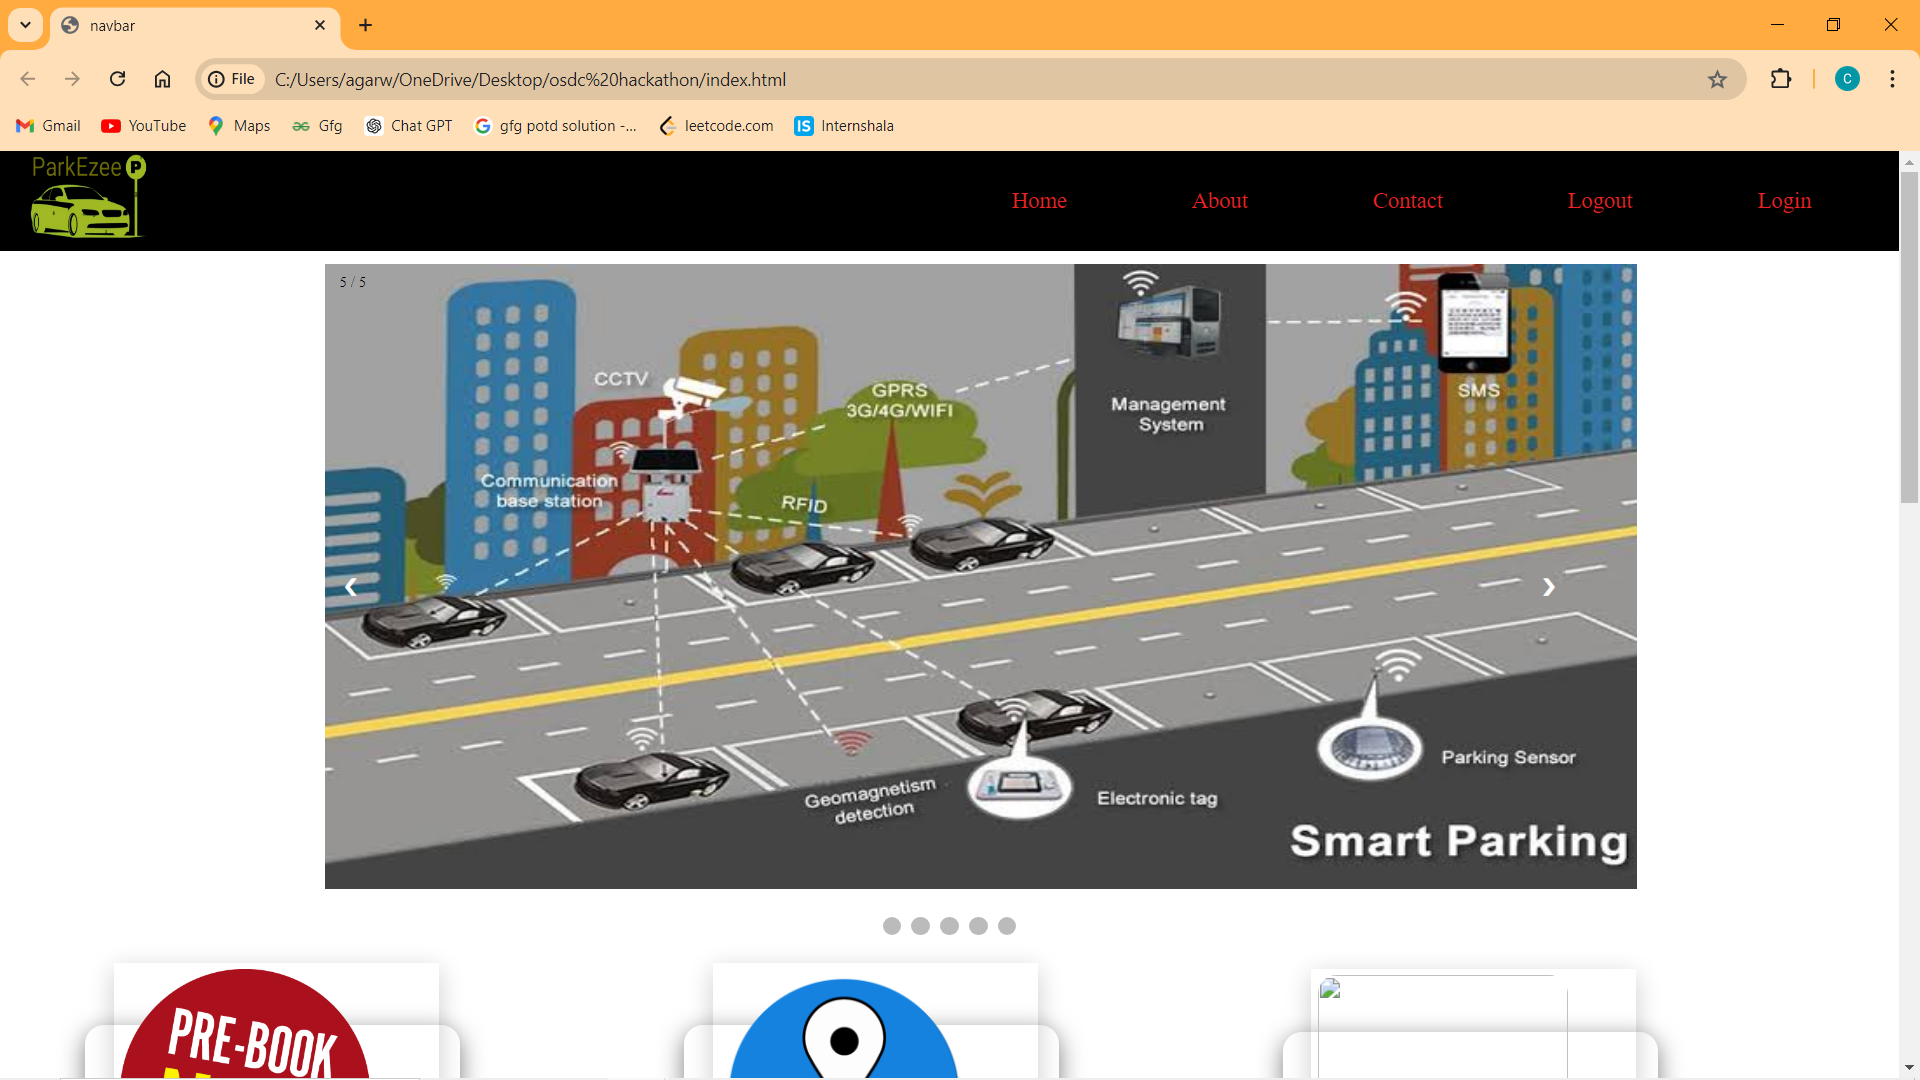 navbar
File
C:/Users/agarw/OneDrive/Desktop/osdc%20hackathon/index.html
C
Gmail
YouTube
Maps
Gfg
Chat GPT
gfg potd solution -...
leetcode.com
IS Internshala
ParkEzee P
Home
About
Contact
Logout
Login
5 / 5
CCTV
GPRS
3G/4G/WIFI
Management
System
SMS
Communication
base station
RFID
Geomagnetism
detection
Electronic tag
Parking Sensor
Smart Parking
PRE-BOOK